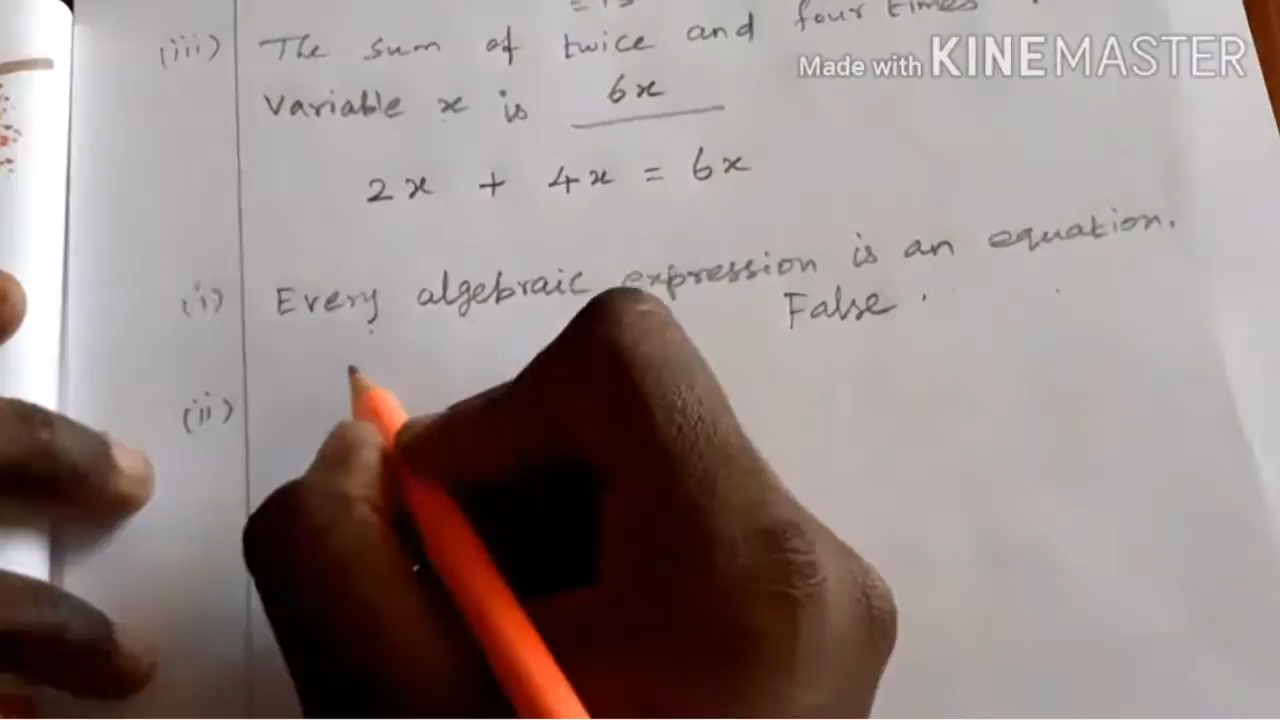 = 15
(iii) The sum of twice and four times
Made with KINEMASTER
variable x is 6x
2x + 4x = 6x
(i) Every algebraic expression is an equation.
False.
(ii)